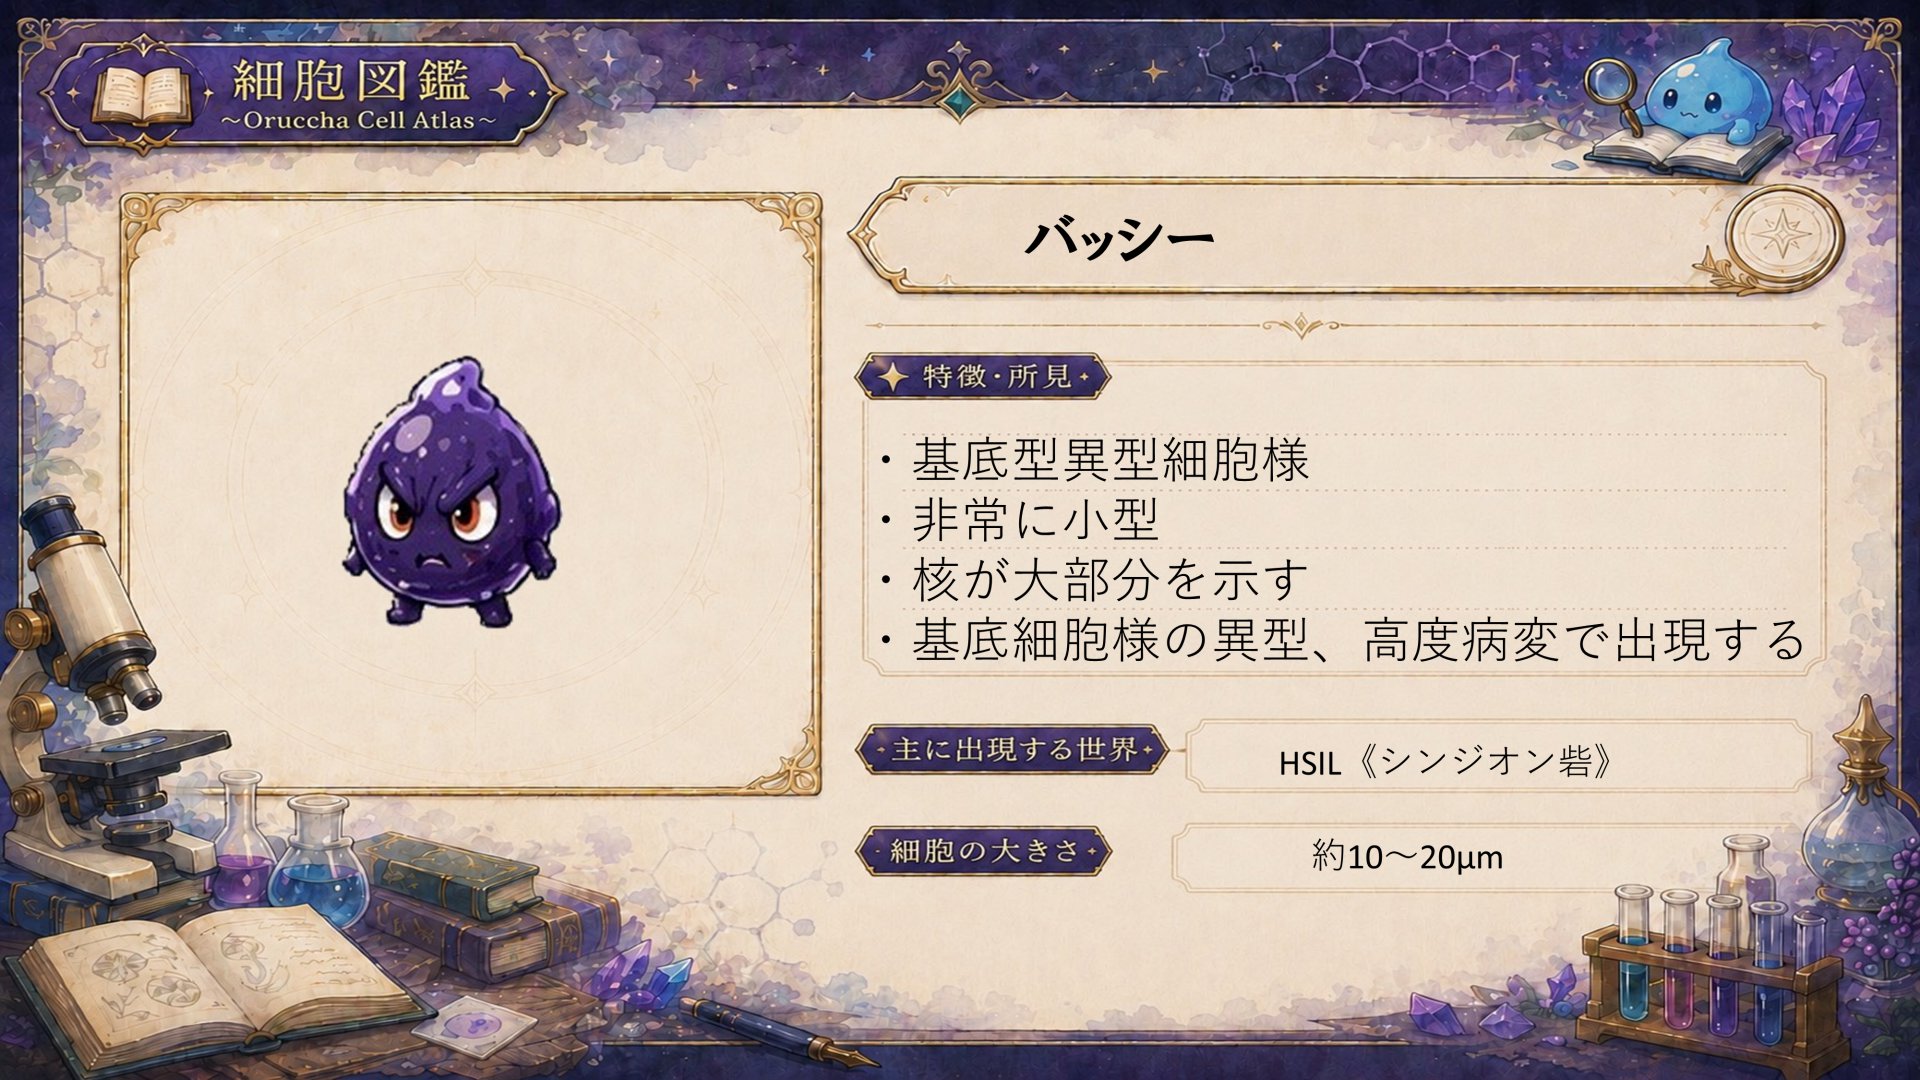 細胞図鑑
～Oruccha Cell Atlas～
バッシー
特徴・所見
・基底型異型細胞様
・非常に小型
・核が大部分を示す
・基底細胞様の異型、高度病変で出現する
主に出現する世界
HSIL《シンジオン砦》
細胞の大きさ
約10～20μm